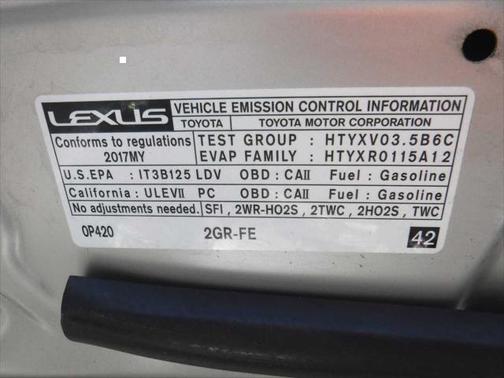 LEXUS VEHICLE EMISSION CONTROL INFORMATION
TOYOTA TOYOTA MOTOR CORPORATION
Conforms to regulations TEST GROUP : HTYXV03.5B6C
2017MY EVAP FAMILY : HTYXR0115A12
U.S.EPA : IT3B125 LDV OBD : CAII Fuel : Gasoline
California : ULEVII PC OBD : CAII Fuel : Gasoline
No adjustments needed. SFI , 2WR-HO2S , 2TWC , 2HO2S , TWC
0P420 2GR-FE 42